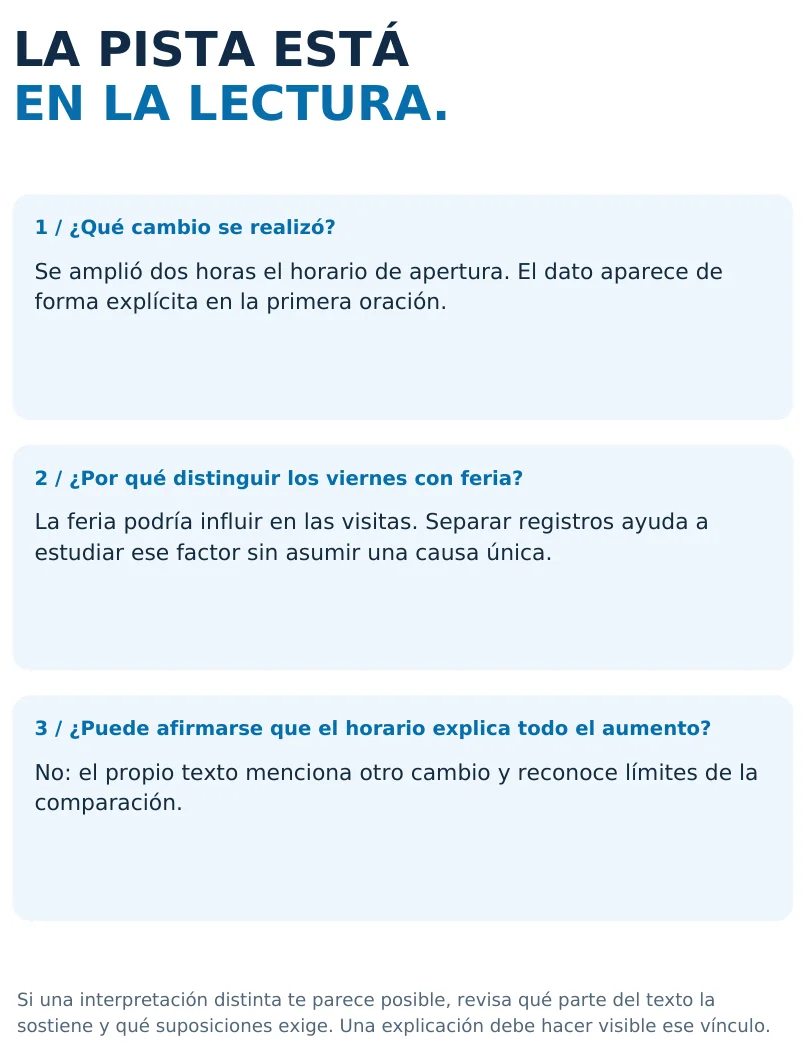 LA PISTA ESTÁ
EN LA LECTURA.
1 / ¿Qué cambio se realizó?
Se amplió dos horas el horario de apertura. El dato aparece de
forma explícita en la primera oración.
2 / ¿Por qué distinguir los viernes con feria?
La feria podría influir en las visitas. Separar registros ayuda a
estudiar ese factor sin asumir una causa única.
3 / ¿Puede afirmarse que el horario explica todo el aumento?
No: el propio texto menciona otro cambio y reconoce límites de la
comparación.
Si una interpretación distinta te parece posible, revisa qué parte del texto la
sostiene y qué suposiciones exige. Una explicación debe hacer visible ese vínculo.